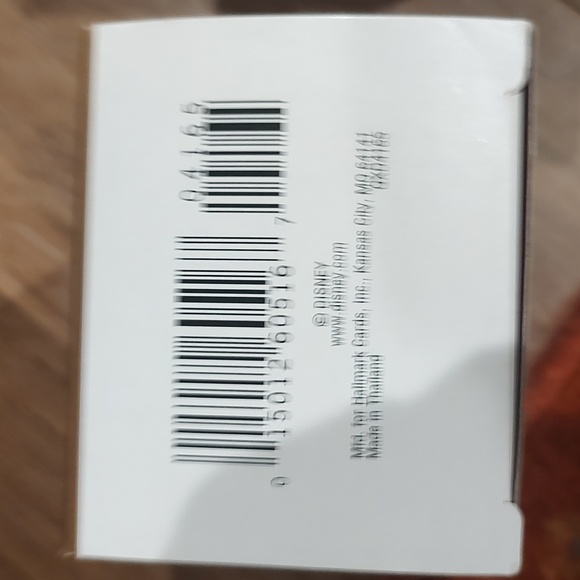 04166
0 15012 60516 7
© DISNEY
www.disney.com
Mfd. for Hallmark Cards, Inc., Kansas City, MO 64141
Made in Thailand